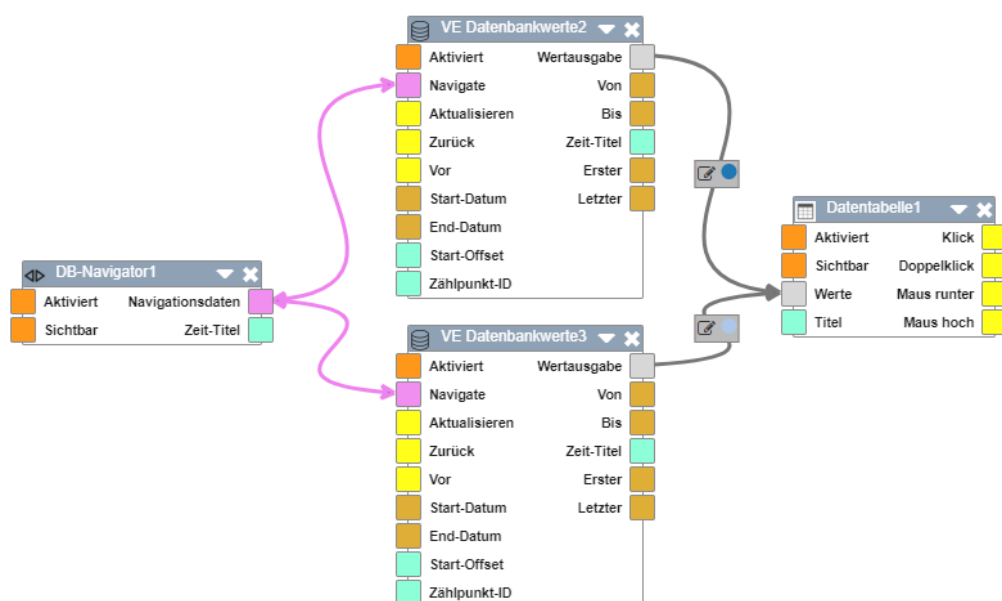 VE Datenbankwerte2
Aktiviert Wertausgabe
Navigate Von
Aktualisieren Bis
Zurück Zeit-Titel
Vor Erster
Start-Datum Letzter
End-Datum
Start-Offset
Zählpunkt-ID
DB-Navigator1
Aktiviert Navigationsdaten
Sichtbar Zeit-Titel
VE Datenbankwerte3
Aktiviert Wertausgabe
Navigate Von
Aktualisieren Bis
Zurück Zeit-Titel
Vor Erster
Start-Datum Letzter
End-Datum
Start-Offset
Zählpunkt-ID
Datentabelle1
Aktiviert Klick
Sichtbar Doppelklick
Werte Maus runter
Titel Maus hoch